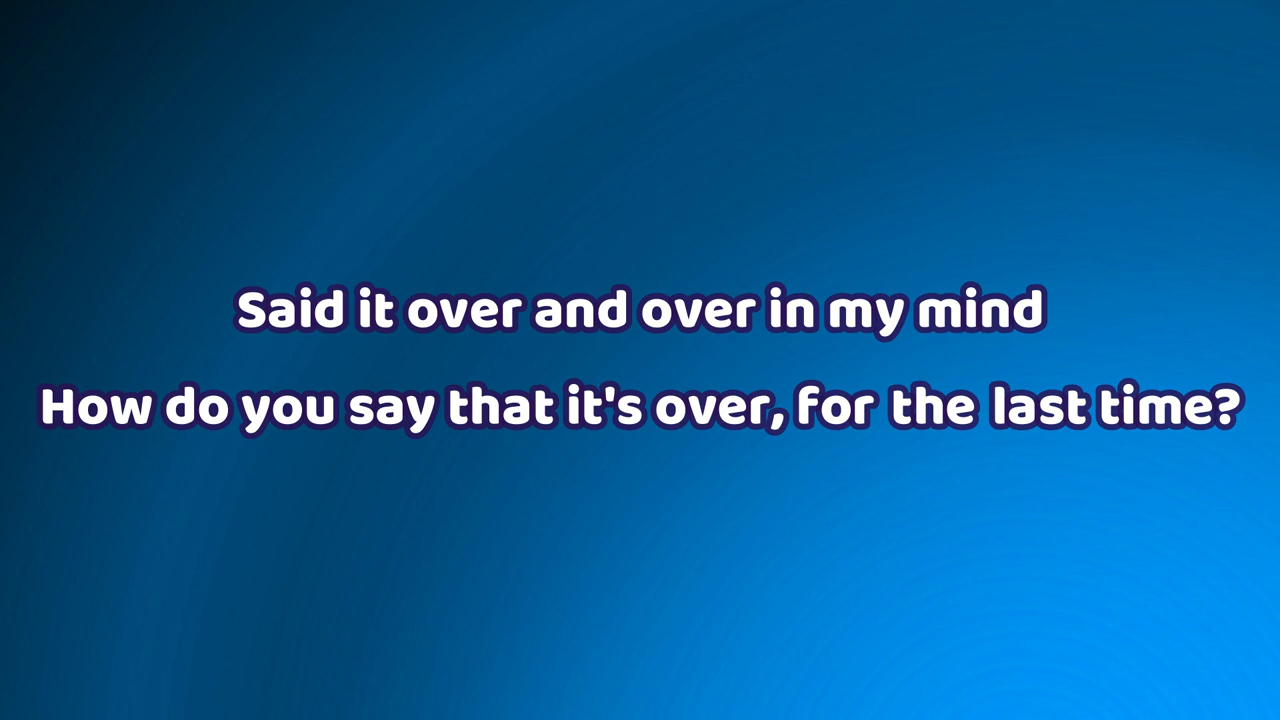 Said it over and over in my mind
How do you say that it's over, for the last time?